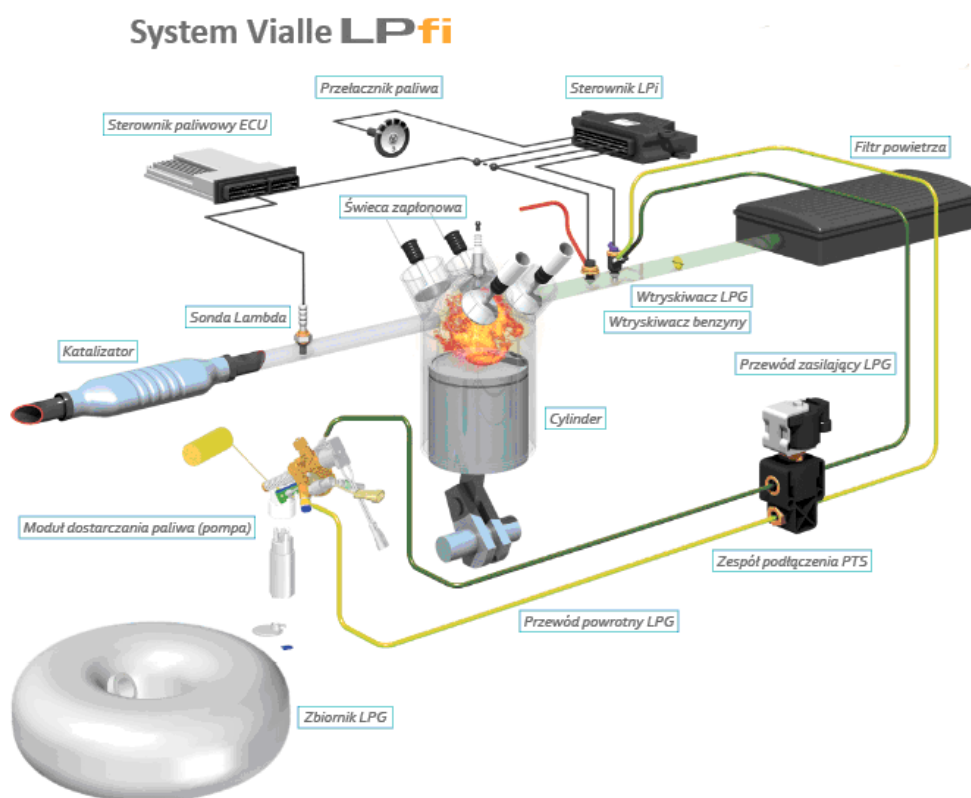 System Vialle LPfi
Przełacznik paliwa
Sterownik LPi
Sterownik paliwowy ECU
Filtr powietrza
Świeca zapłonowa
Wtryskiwacz LPG
Sonda Lambda
Wtryskiwacz benzyny
Katalizator
Przewód zasilający LPG
Cylinder
Moduł dostarczania paliwa (pompa)
Zespół podłączenia PTS
Przewód powrotny LPG
Zbiornik LPG